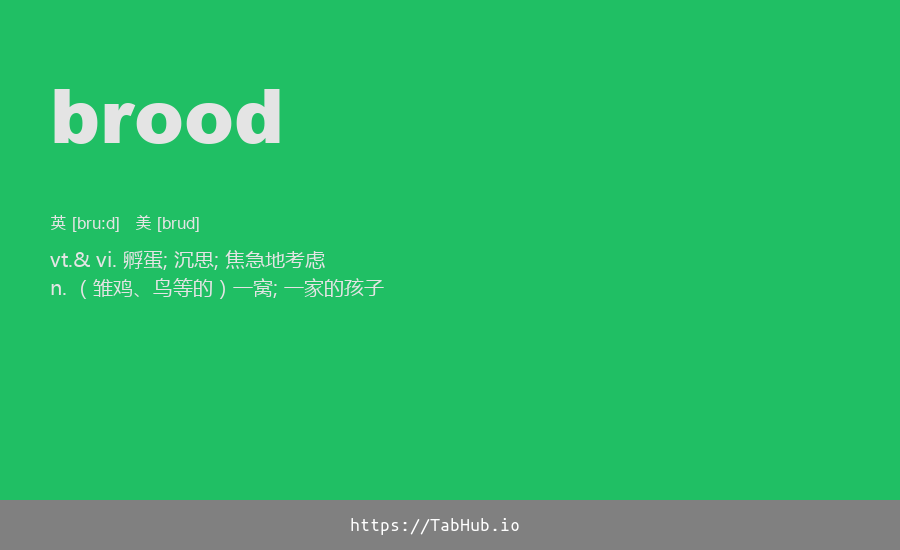 brood
英 [bru:d] 美 [brud]
vt.& vi. 孵蛋; 沉思; 焦急地考虑
n. （雏鸡、鸟等的）一窝; 一家的孩子
https://TabHub.io